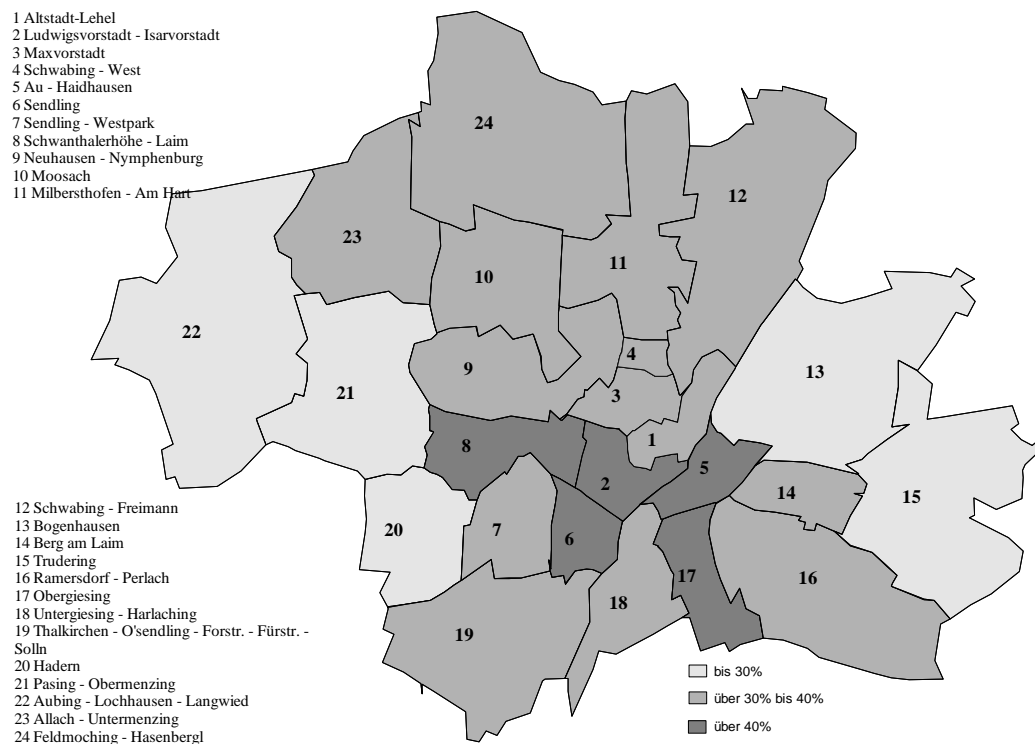 1 Altstadt-Lehel
2 Ludwigsvorstadt - Isarvorstadt
3 Maxvorstadt
4 Schwabing - West
5 Au - Haidhausen
6 Sendling
7 Sendling - Westpark
8 Schwanthalerhöhe - Laim
9 Neuhausen - Nymphenburg
10 Moosach
11 Milbersthofen - Am Hart
24
12
23
11
10
22
4
9
13
21
3
1
8
5
2
14
15
20
7
6
17
16
18
19
12 Schwabing - Freimann
13 Bogenhausen
14 Berg am Laim
15 Trudering
16 Ramersdorf - Perlach
17 Obergiesing
18 Untergiesing - Harlaching
19 Thalkirchen - O'sendling - Forstr. - Fürstr. -
Solln
20 Hadern
21 Pasing - Obermenzing
22 Aubing - Lochhausen - Langwied
23 Allach - Untermenzing
24 Feldmoching - Hasenbergl
bis 30%
über 30% bis 40%
über 40%